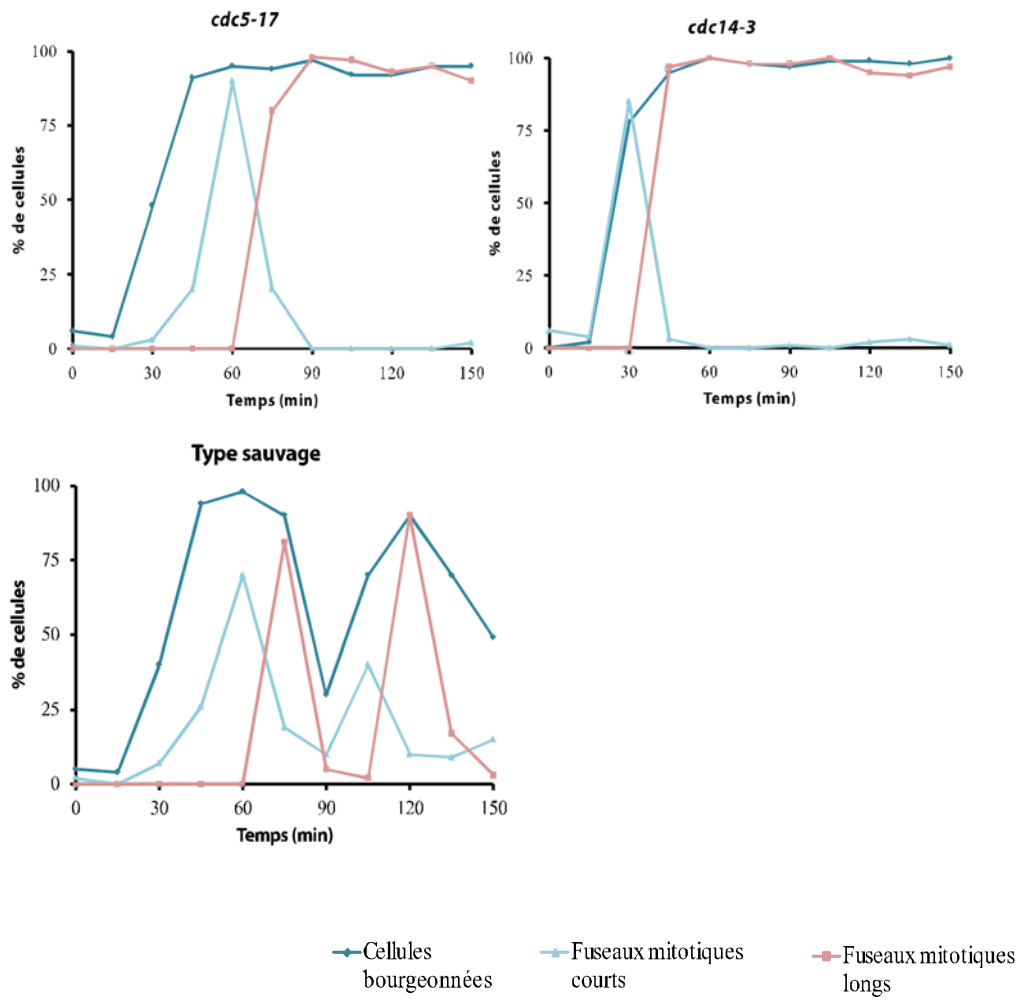 cdc5-17
100
75
50
25
0
% de cellules
0 30 60 90 120 150
Temps (min)
cdc14-3
100
75
50
25
0
% de cellules
0 30 60 90 120 150
Temps (min)
Type sauvage
100
75
50
25
0
% de cellules
0 30 60 90 120 150
Temps (min)
Cellules
bourgeonnées
Fuseaux mitotiques
courts
Fuseaux mitotiques
longs